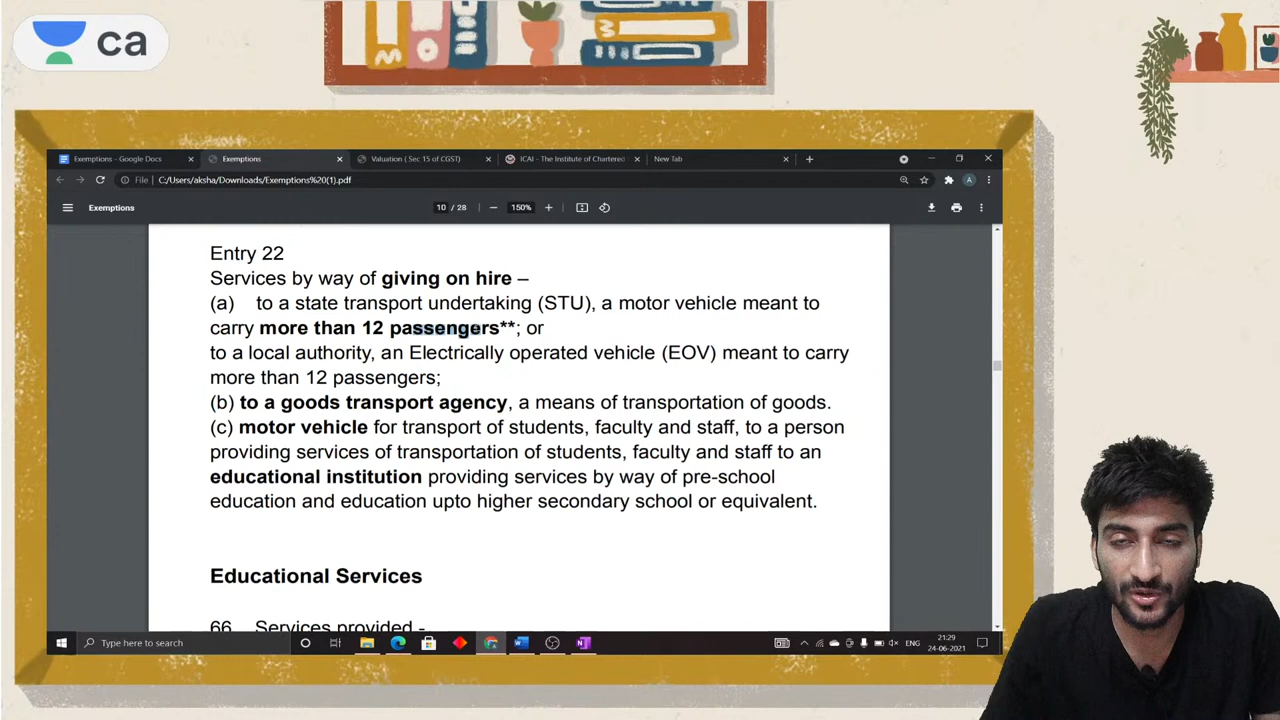 ca
Exemptions - Google Docs
Exemptions
Valuation ( Sec 15 of CGST)
ICAI - The Institute of Chartered
New Tab
File
C:/Users/aksha/Downloads/Exemptions%20(1).pdf
A
Exemptions
10 / 28
150%
Entry 22
Services by way of giving on hire –
(a) to a state transport undertaking (STU), a motor vehicle meant to
carry more than 12 passengers**; or
to a local authority, an Electrically operated vehicle (EOV) meant to carry
more than 12 passengers;
(b) to a goods transport agency, a means of transportation of goods.
(c) motor vehicle for transport of students, faculty and staff, to a person
providing services of transportation of students, faculty and staff to an
educational institution providing services by way of pre-school
education and education upto higher secondary school or equivalent.
Educational Services
66 Services provided -
Type here to search
ENG
21:29
24-06-2021